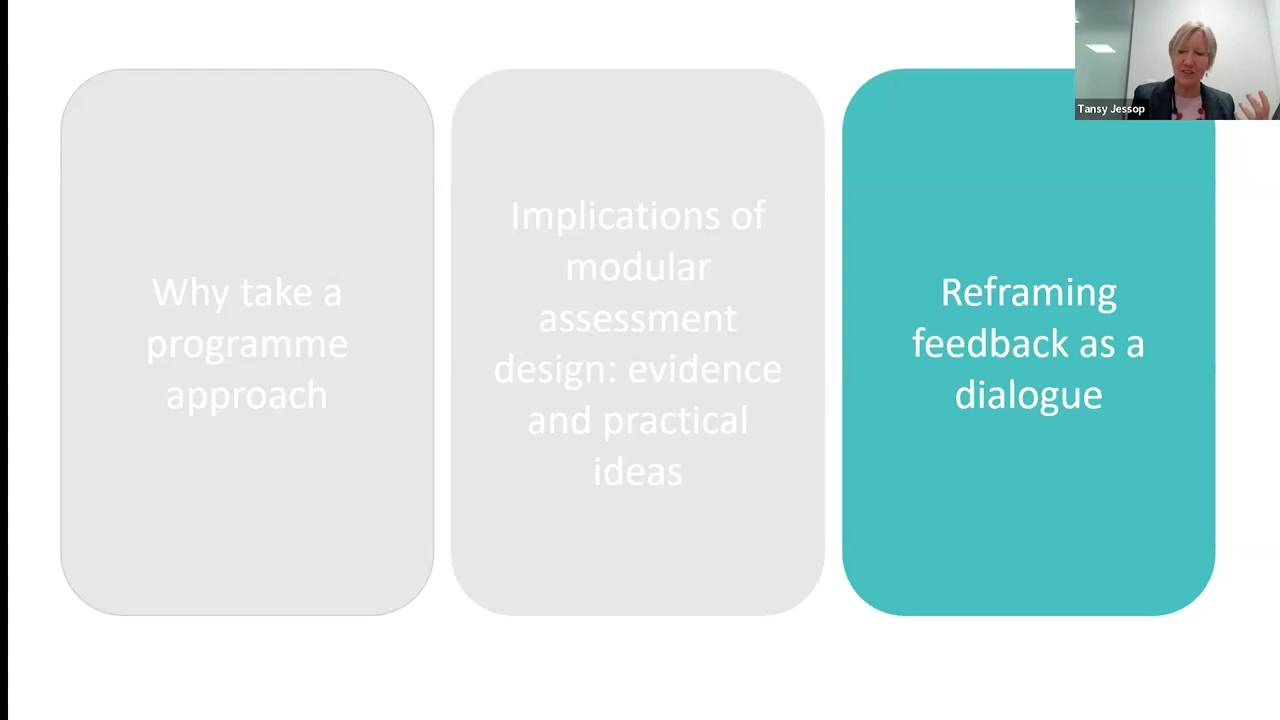 Tansy Jessop
Why take a
programme
approach
Implications of
modular
assessment
design: evidence
and practical
ideas
Reframing
feedback as a
dialogue